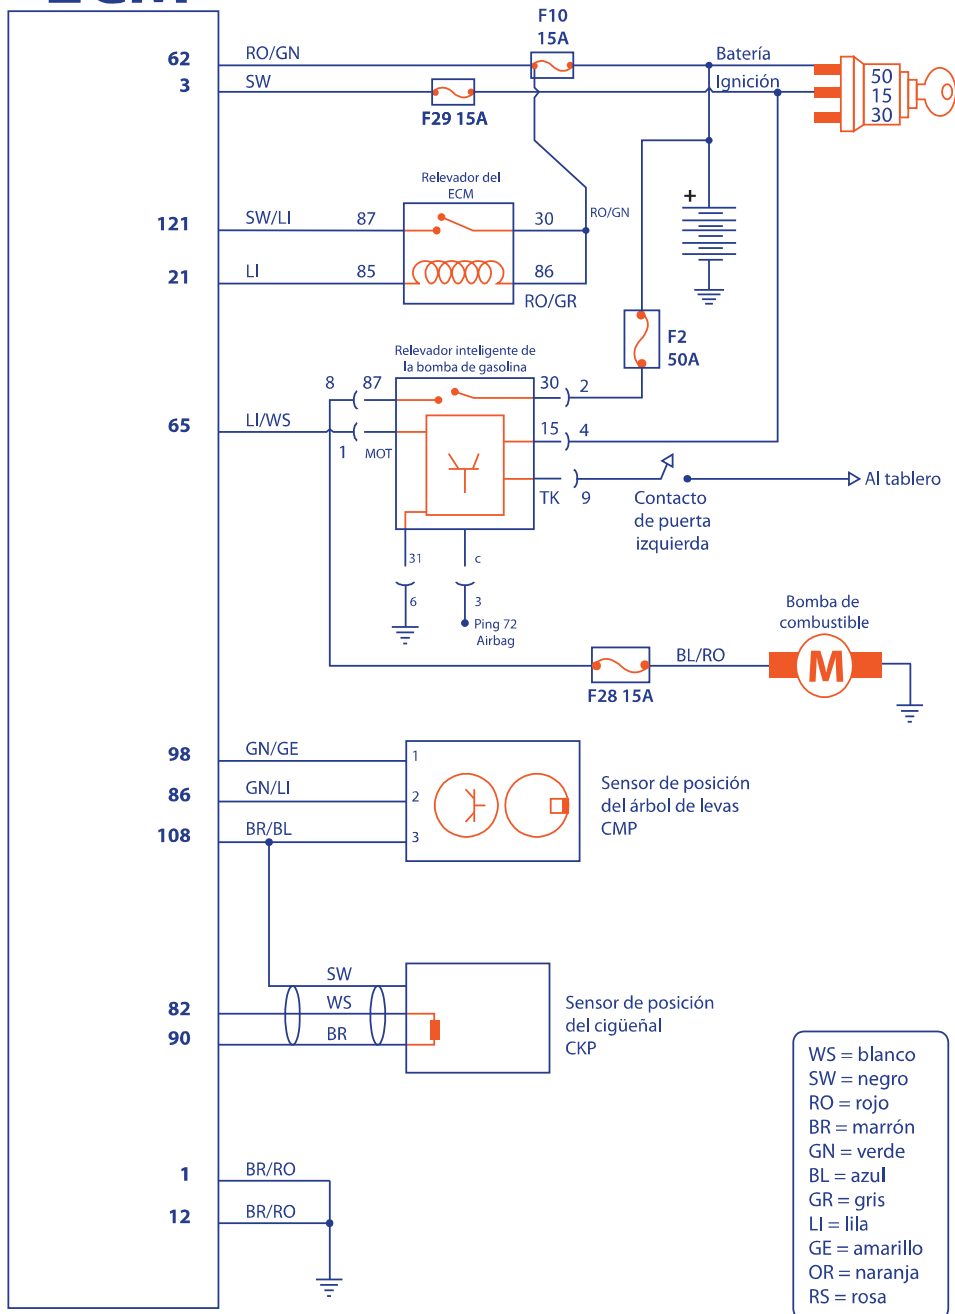 ECM
F10
15A
62
RO/GN
Batería
3
SW
Ignición
F29 15A
50
15
30
Relevador del
ECM
+
121
SW/LI
87
30
RO/GN
21
LI
85
86
RO/GR
F2
50A
Relevador inteligente de
la bomba de gasolina
8
87
30
2
65
LI/WS
15
4
1
MOT
TK
9
Al tablero
Contacto
de puerta
izquierda
31
c
6
3
Ping 72
Airbag
Bomba de
combustible
BL/RO
M
F28 15A
98
GN/GE
1
Sensor de posición
del árbol de levas
CMP
86
GN/LI
2
108
BR/BL
3
SW
82
WS
Sensor de posición
del cigüeñal
CKP
90
BR
WS = blanco
SW = negro
RO = rojo
BR = marrón
GN = verde
BL = azul
GR = gris
LI = lila
GE = amarillo
OR = naranja
RS = rosa
1
BR/RO
12
BR/RO